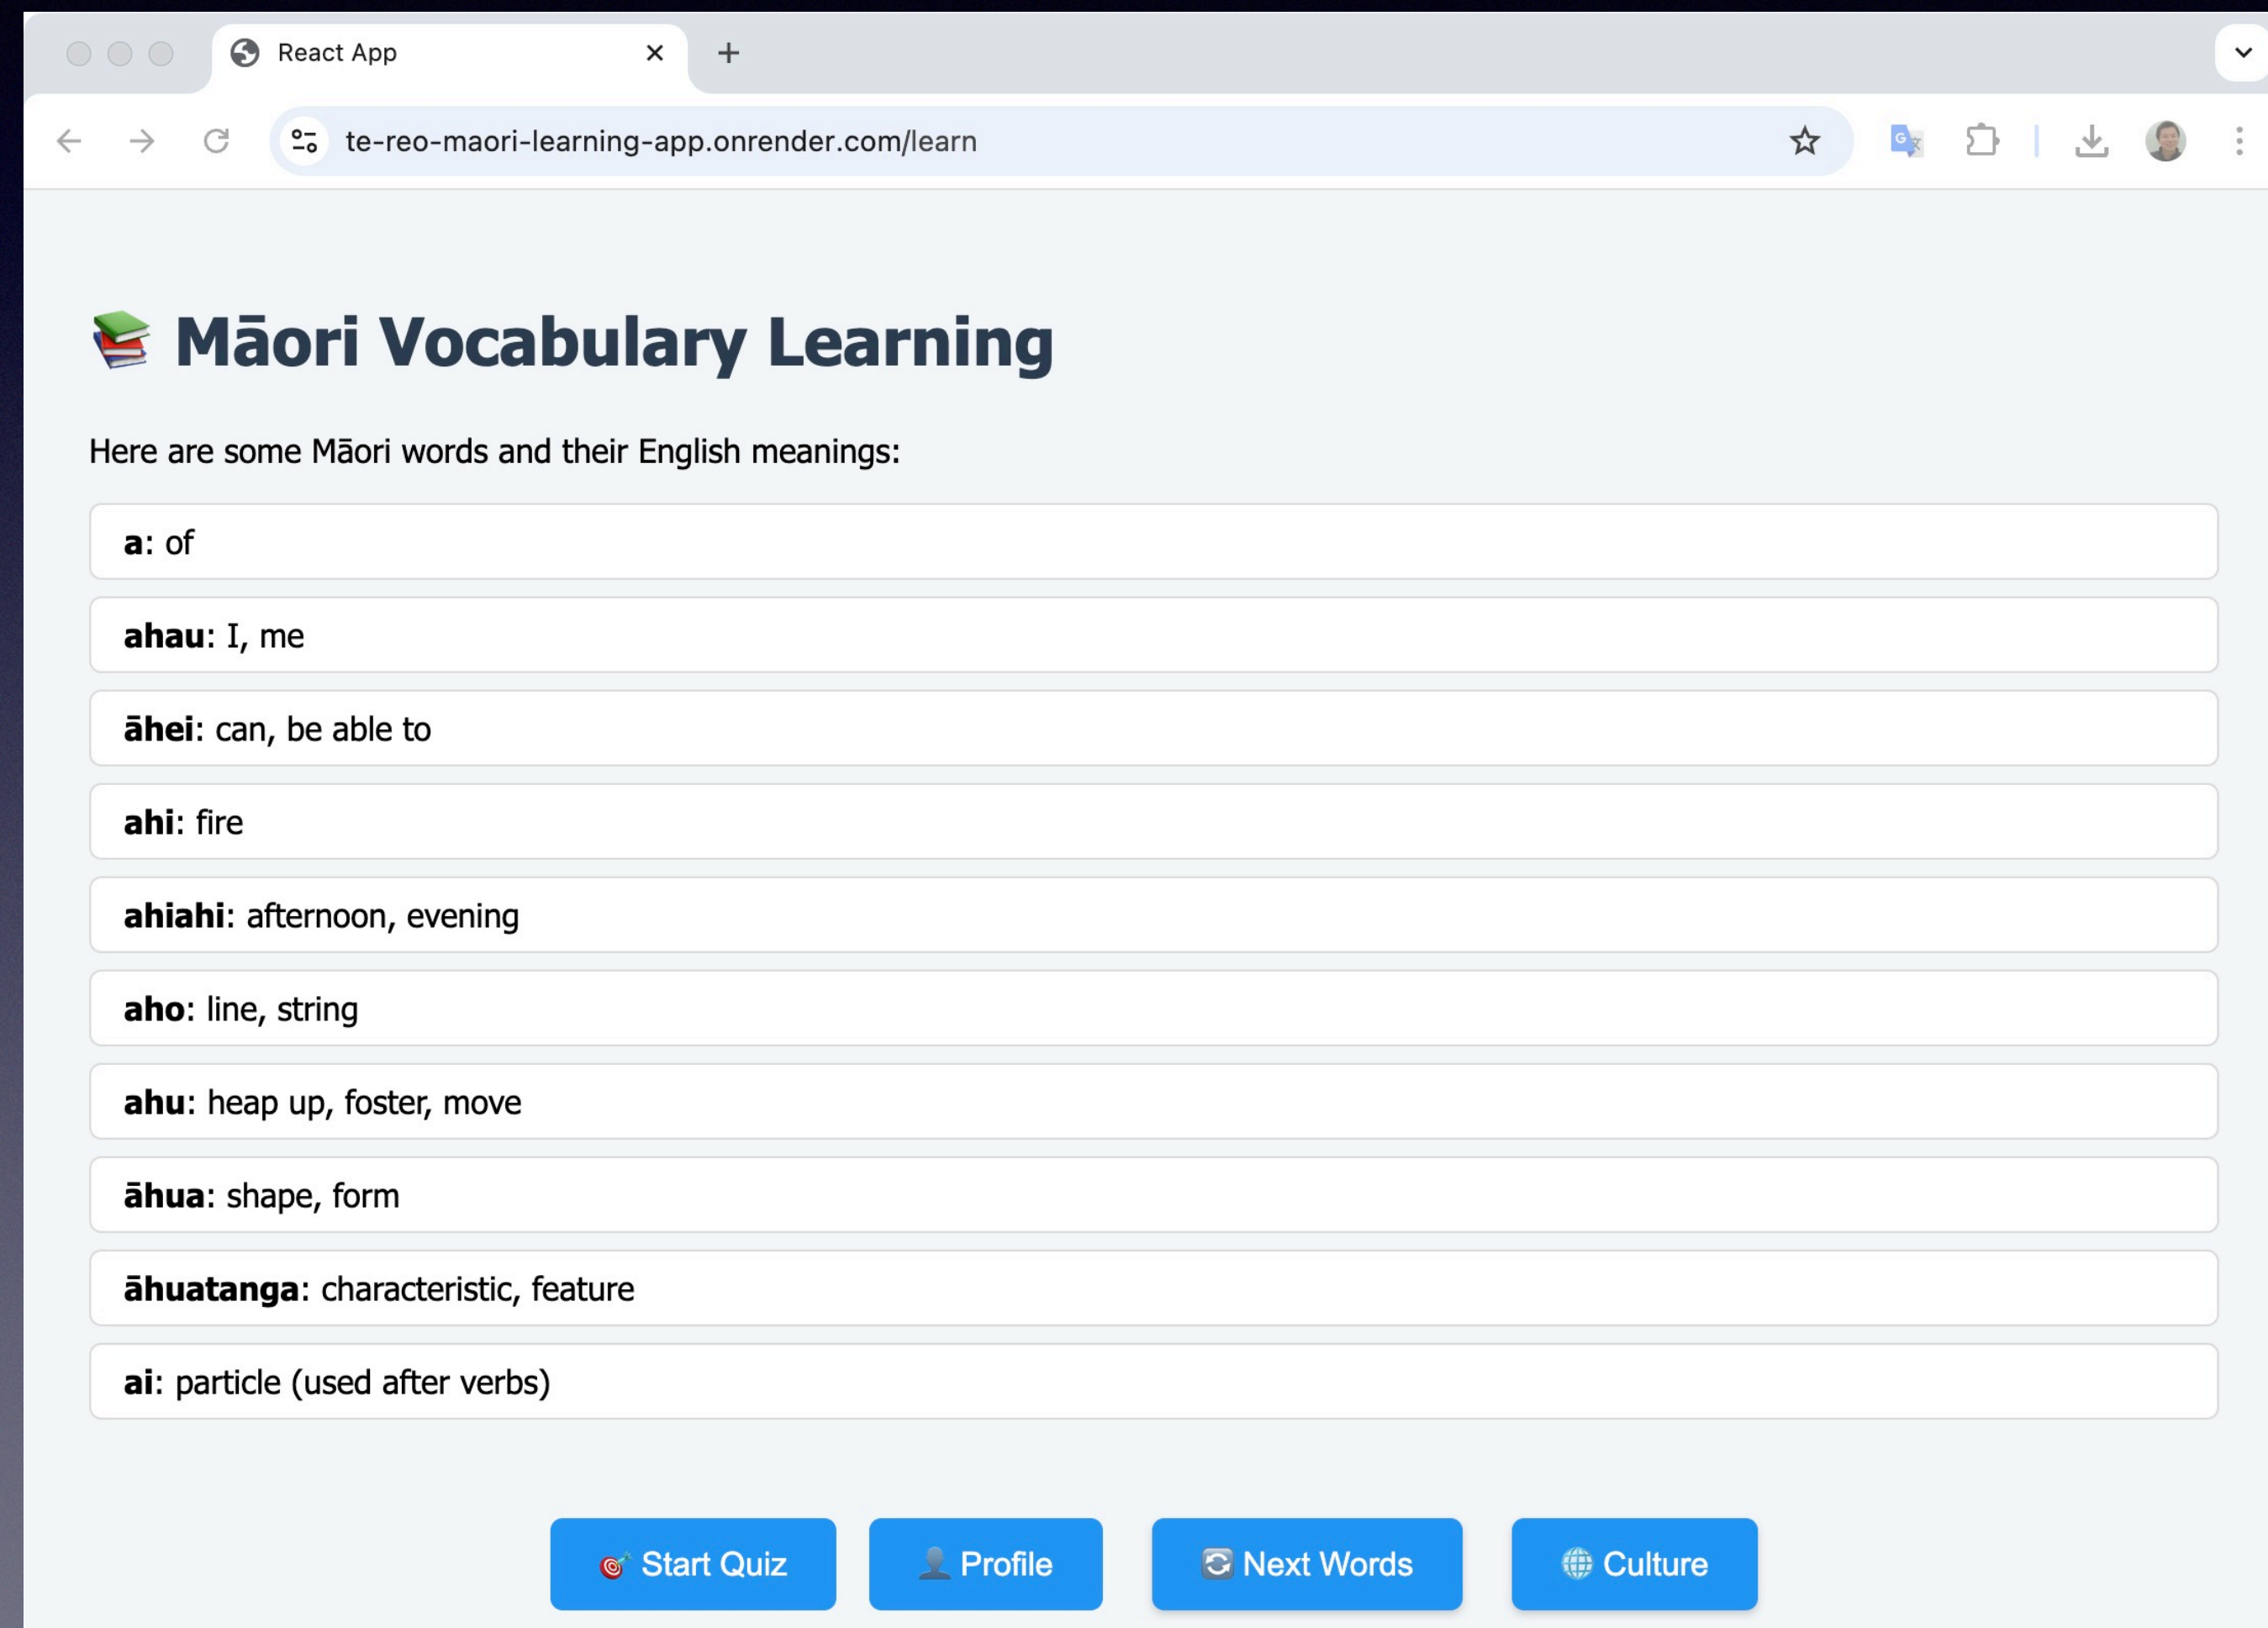 React App
te-reo-maori-learning-app.onrender.com/learn
Māori Vocabulary Learning
Here are some Māori words and their English meanings:
a: of
ahau: I, me
āhei: can, be able to
ahi: fire
ahiahi: afternoon, evening
aho: line, string
ahu: heap up, foster, move
āhua: shape, form
āhuatanga: characteristic, feature
ai: particle (used after verbs)
Start Quiz Profile Next Words Culture